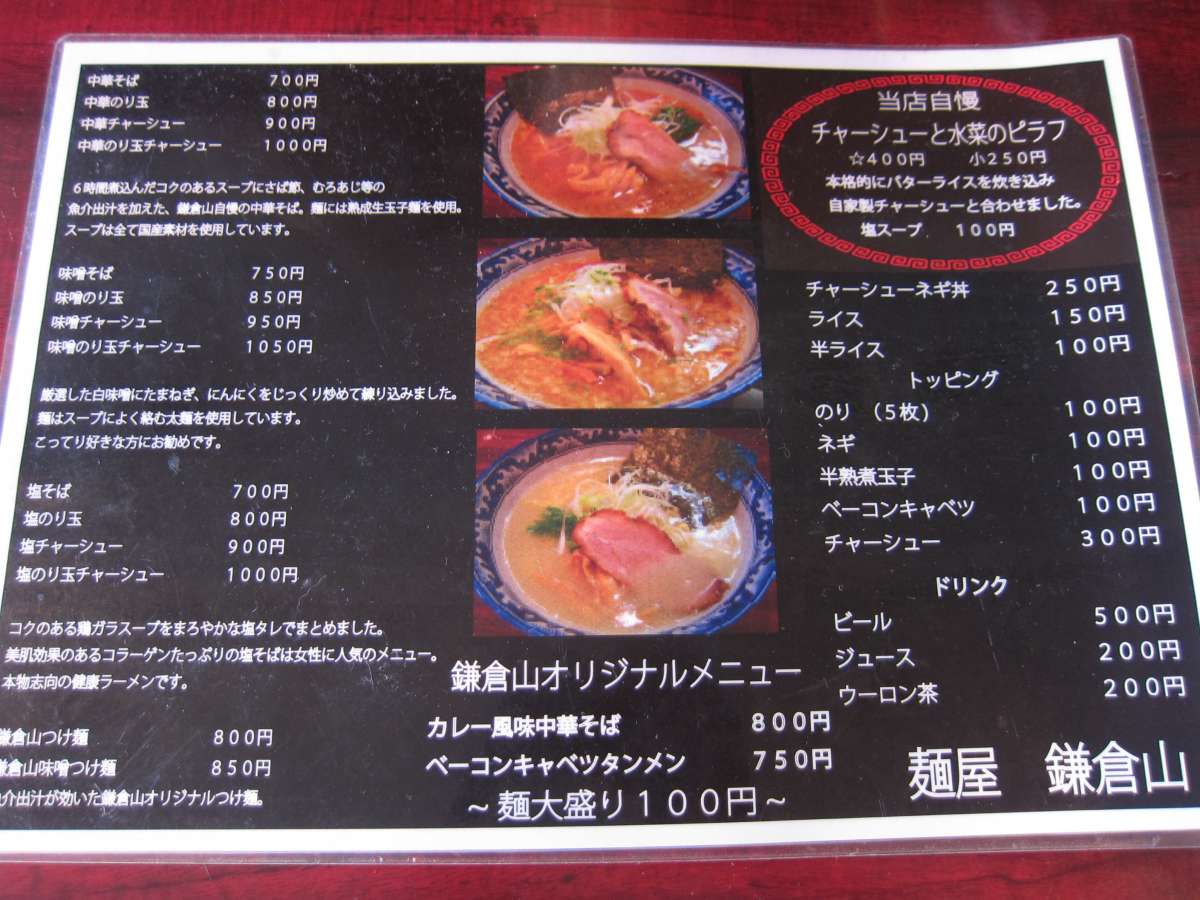 中華そば 700円
中華のり玉 800円
中華チャーシュー 900円
中華のり玉チャーシュー 1000円
6時間煮込んだコクのあるスープにさば節、むろあじ等の
魚介出汁を加えた、鎌倉山自慢の中華そば。麺には熟成生玉子麺を使用。
スープは全て国産素材を使用しています。
味噌そば 750円
味噌のり玉 850円
味噌チャーシュー 950円
味噌のり玉チャーシュー 1050円
厳選した白味噌にたまねぎ、にんにくをじっくり炒めて練り込みました。
麺はスープによく絡む太麺を使用しています。
こってり好きな方にお勧めです。
塩そば 700円
塩のり玉 800円
塩チャーシュー 900円
塩のり玉チャーシュー 1000円
コクのある鶏ガラスープをまろやかな塩タレでまとめました。
美肌効果のあるコラーゲンたっぷりの塩そばは女性に人気のメニュー。
本物志向の健康ラーメンです。
鎌倉山つけ麺 800円
鎌倉山味噌つけ麺 850円
介出汁が効いた鎌倉山オリジナルつけ麺。
鎌倉山オリジナルメニュー
カレー風味中華そば 800円
ベーコンキャベツタンメン 750円
~麺大盛り100円~
当店自慢
チャーシューと水菜のピラフ
☆400円 小250円
本格的にバターライスを炊き込み
自家製チャーシューと合わせました。
塩スープ 100円
チャーシューネギ丼 250円
ライス 150円
半ライス 100円
トッピング
のり (5枚) 100円
ネギ 100円
半熟煮玉子 100円
ベーコンキャベツ 100円
チャーシュー 300円
ドリンク
ビール 500円
ジュース 200円
ウーロン茶 200円
麺屋 鎌倉山